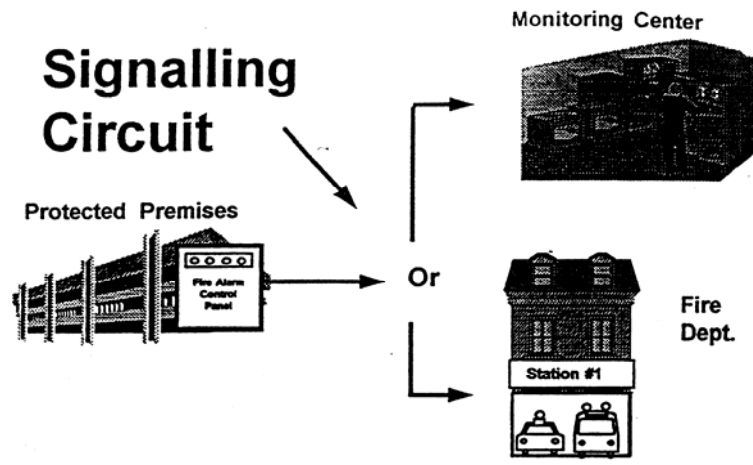 Monitoring Center
Signalling
Circuit
Protected Premises
Fire Alarm
Control
Panel
Or
Fire
Dept.
Station #1